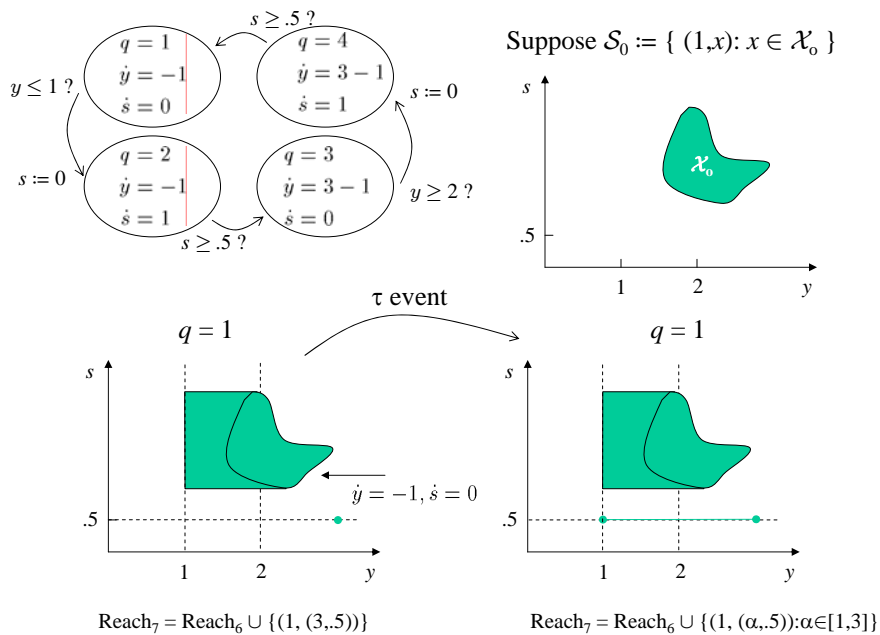 s ≥ .5 ?
q = 1
ẏ = −1
ṡ = 0
q = 4
ẏ = 3 − 1
ṡ = 1
y ≤ 1 ?
s := 0
q = 2
ẏ = −1
ṡ = 1
s := 0
q = 3
ẏ = 3 − 1
ṡ = 0
y ≥ 2 ?
s ≥ .5 ?
Suppose 𝒮0 := { (1,x): x ∈ 𝒳o }
s
𝒳o
.5
1
2
y
τ event
q = 1
s
ẏ = −1, ṡ = 0
.5
1
2
y
Reach7 = Reach6 ∪ {(1, (3,.5))}
q = 1
s
.5
1
2
y
Reach7 = Reach6 ∪ {(1, (α,.5)):α∈[1,3]}